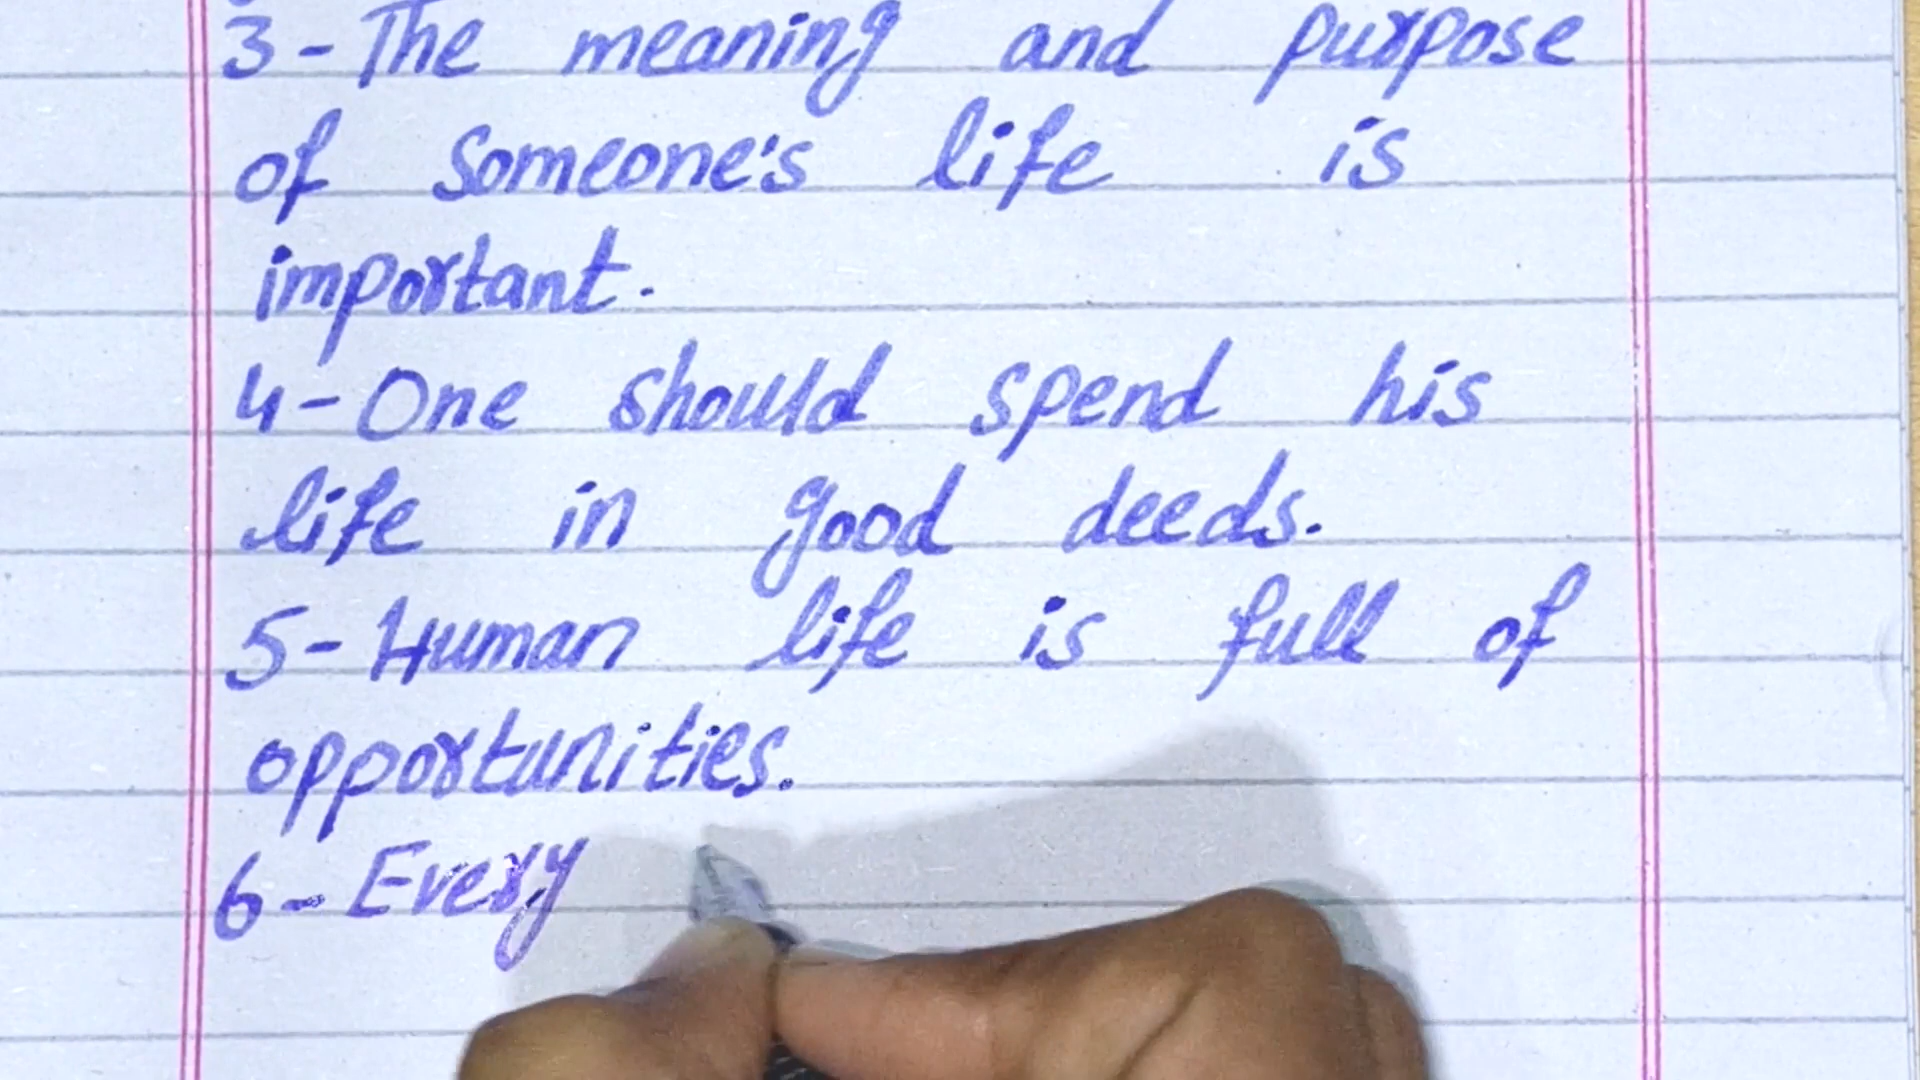 3-The meaning and purpose
of someone's life is
important.
4-One should spend his
life in good deeds.
5-Human life is full of
opportunities.
6-Every